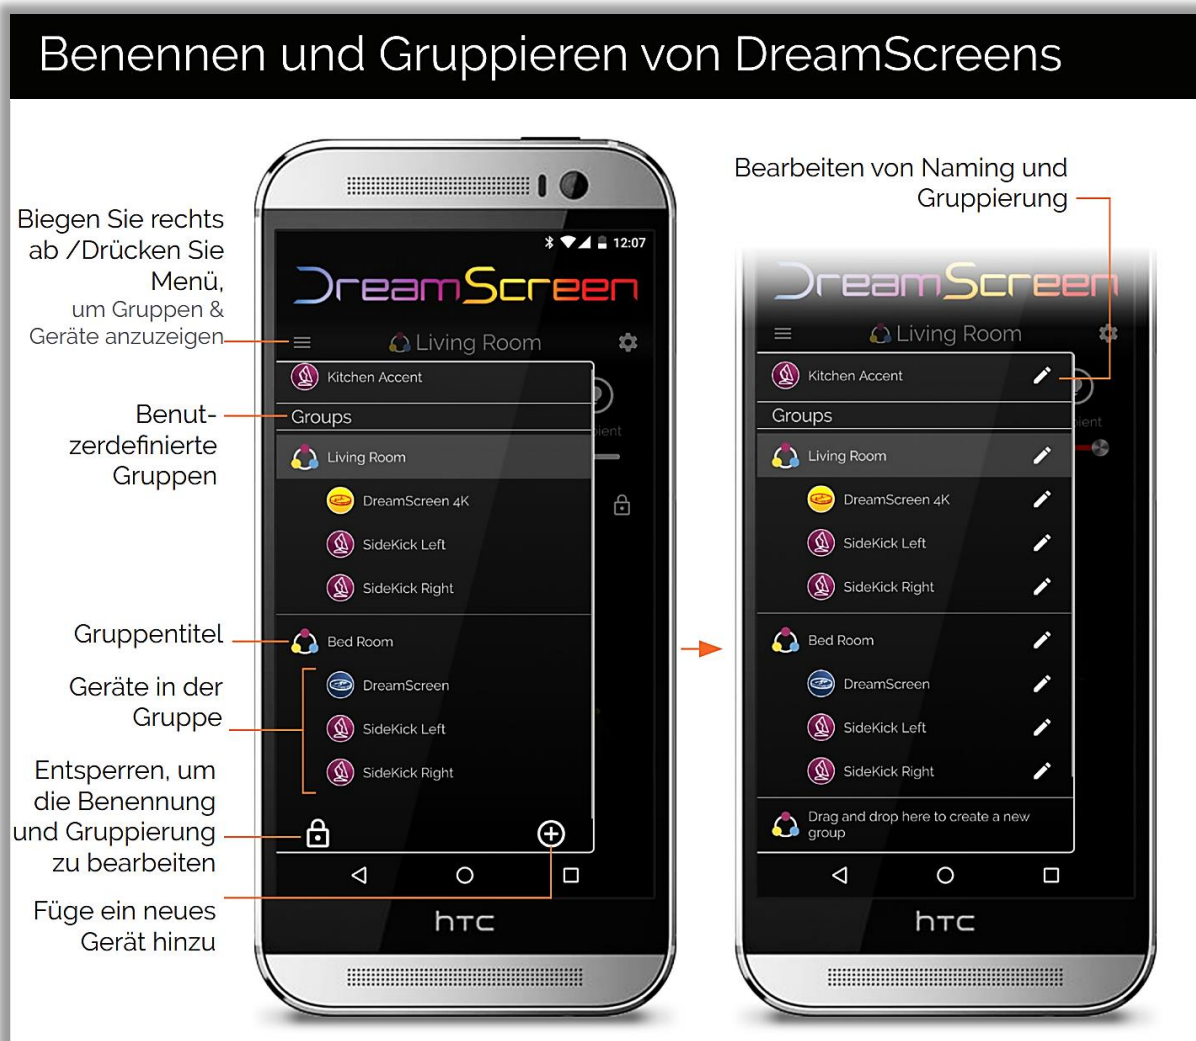 Benennen und Gruppieren von DreamScreens
Biegen Sie rechts
ab /Drücken Sie
Menü,
um Gruppen &
Geräte anzuzeigen
Benut-
zerdefinierte
Gruppen
Gruppentitel
Geräte in der
Gruppe
Entsperren, um
die Benennung
und Gruppierung
zu bearbeiten
Füge ein neues
Gerät hinzu
12:07
DreamScreen
Living Room
Kitchen Accent
Groups
Living Room
DreamScreen 4K
SideKick Left
SideKick Right
Bed Room
DreamScreen
SideKick Left
SideKick Right
hTC
Bearbeiten von Naming und
Gruppierung
DreamScreen
Living Room
Kitchen Accent
Groups
Living Room
DreamScreen 4K
SideKick Left
SideKick Right
Bed Room
DreamScreen
SideKick Left
SideKick Right
Drag and drop here to create a new
group
hTC